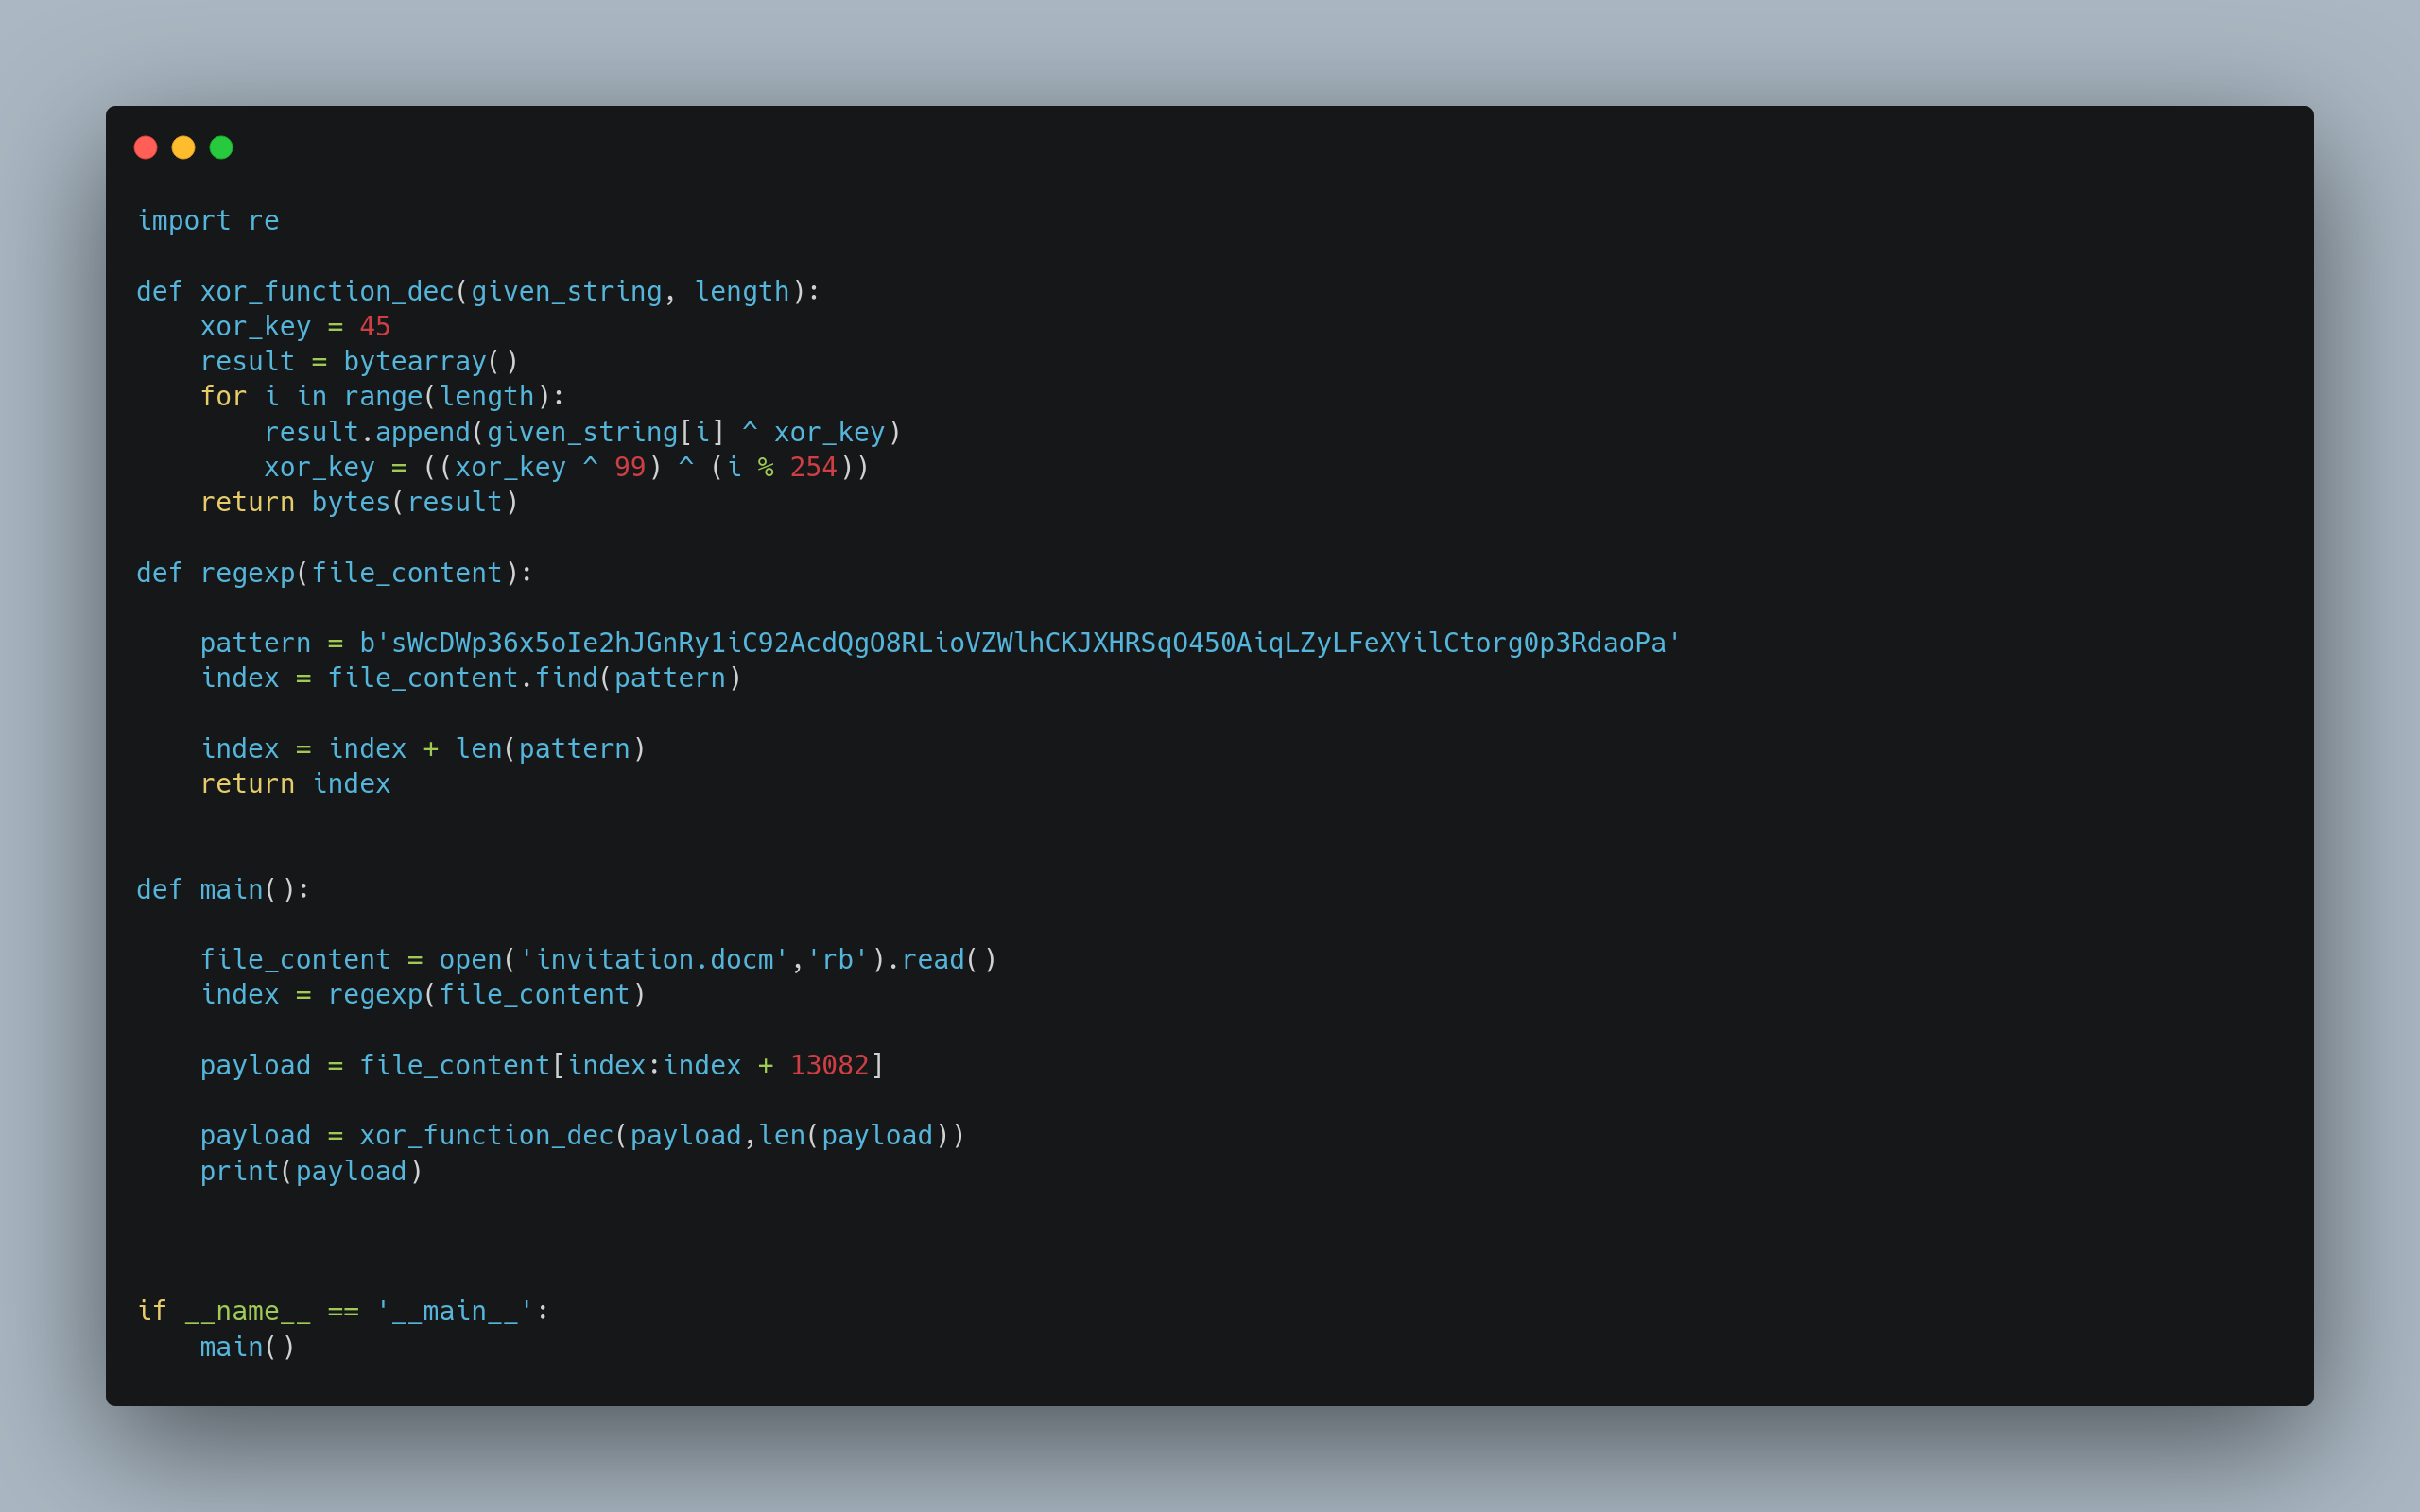 import re
def xor_function_dec(given_string, length):
    xor_key = 45
    result = bytearray()
    for i in range(length):
        result.append(given_string[i] ^ xor_key)
        xor_key = ((xor_key ^ 99) ^ (i % 254))
    return bytes(result)
def regexp(file_content):
    pattern = b'sWcDWp36x5oIe2hJGnRy1iC92AcdQgO8RLioVZWlhCKJXHRSqO450AiqLZyLFeXYilCtorg0p3RdaoPa'
    index = file_content.find(pattern)
    index = index + len(pattern)
    return index
def main():
    file_content = open('invitation.docm','rb').read()
    index = regexp(file_content)
    payload = file_content[index:index + 13082]
    payload = xor_function_dec(payload,len(payload))
    print(payload)
if __name__ == '__main__':
    main()